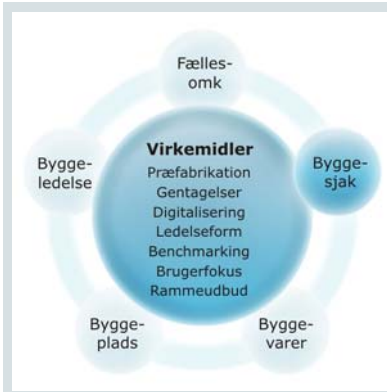 Fælles-
omk
Bygge-
sjak
Bygge-
varer
Bygge-
plads
Bygge-
ledelse
Virkemidler
Præfabrikation
Gentagelser
Digitalisering
Ledelseform
Benchmarking
Brugerfokus
Rammeudbud